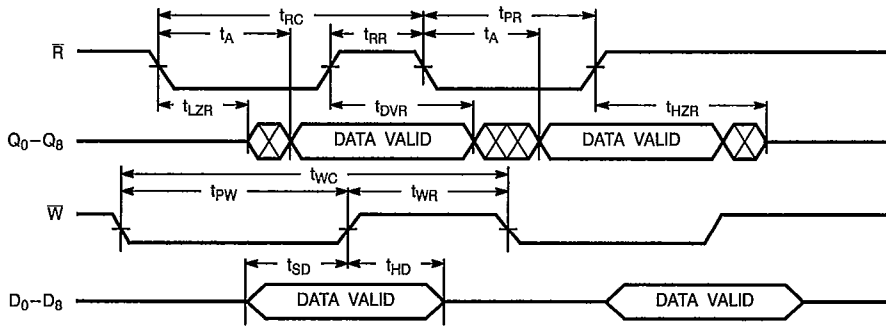 tRC tPR
tA tRR tA
R̅
tLZR tDVR tHZR
Q0–Q8 DATA VALID DATA VALID
tWC
tPW tWR
W̅
tSD tHD
D0–D8 DATA VALID DATA VALID